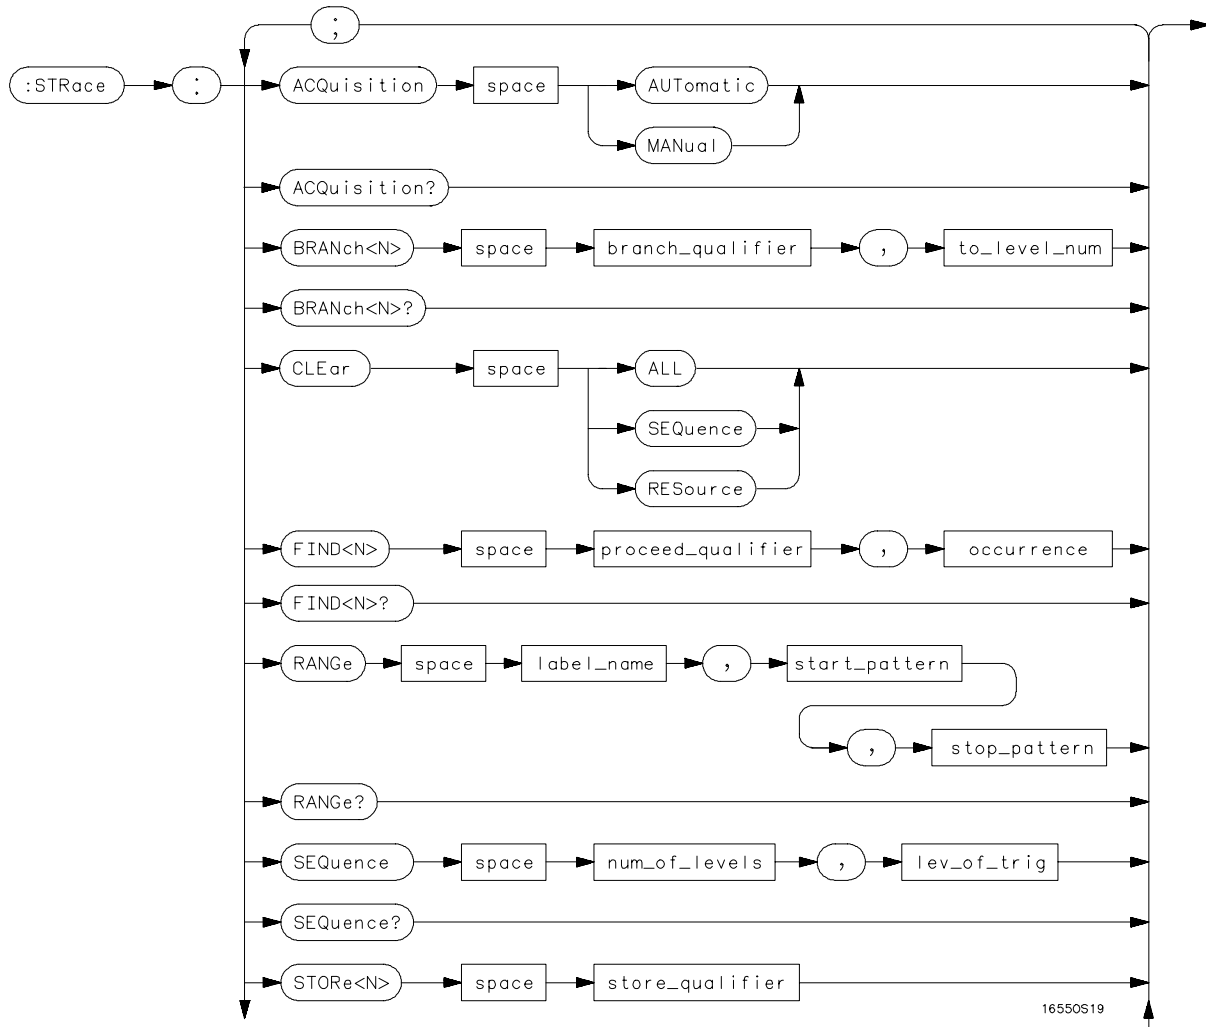 ;
:STRace : ACQuisition space AUTomatic
MANual
ACQuisition?
BRANch<N> space branch_qualifier , to_level_num
BRANch<N>?
CLEar space ALL
SEQuence
RESource
FIND<N> space proceed_qualifier , occurrence
FIND<N>?
RANGe space label_name , start_pattern
, stop_pattern
RANGe?
SEQuence space num_of_levels , lev_of_trig
SEQuence?
STORe<N> space store_qualifier
16550S19